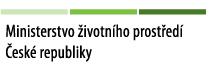 Ministerstvo životního prostředí
České republiky